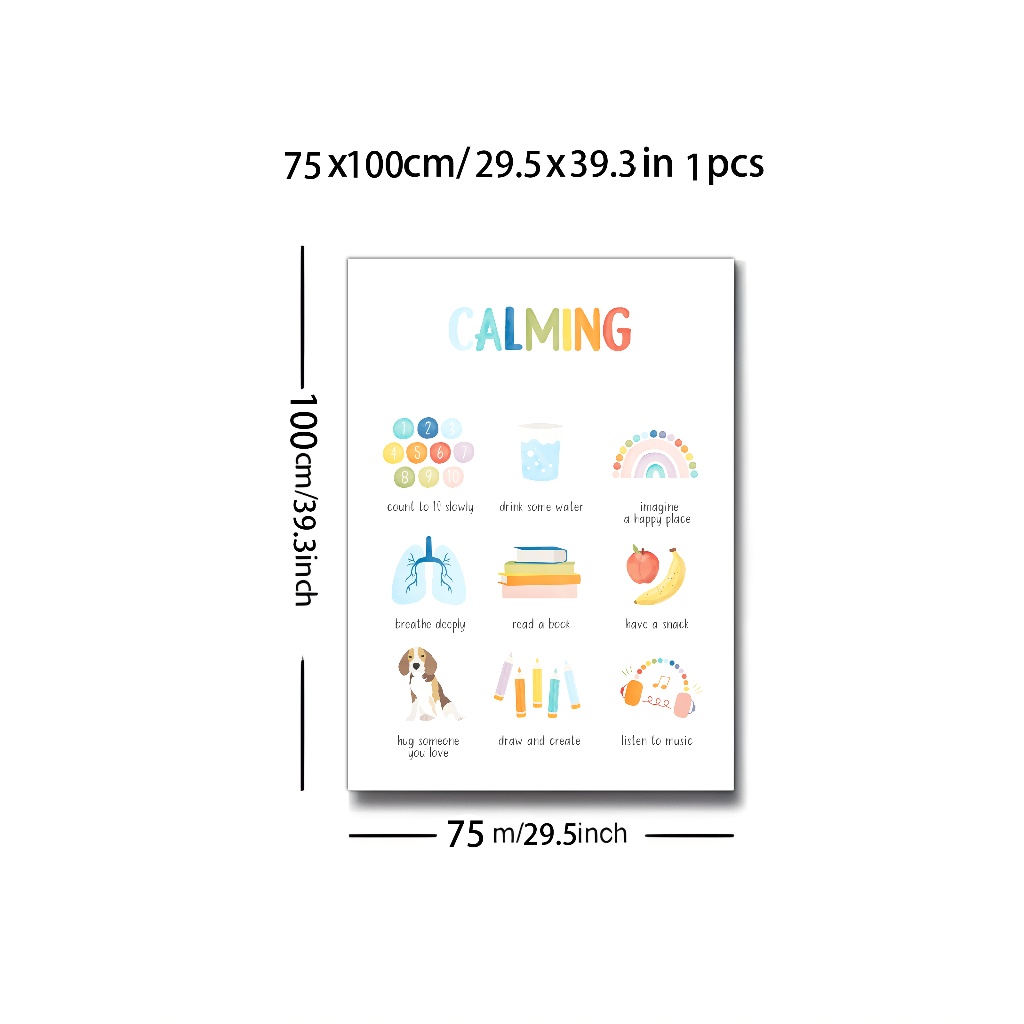 75x100cm/ 29.5x39.3in 1pcs
CALMING
100cm/39.3inch
1 2 3
4 5 6 7
8 9 10
count to 10 slowly
drink some water
imagine
a happy place
breathe deeply
read a book
have a snack
hug someone
you love
draw and create
listen to music
75 m/29.5inch